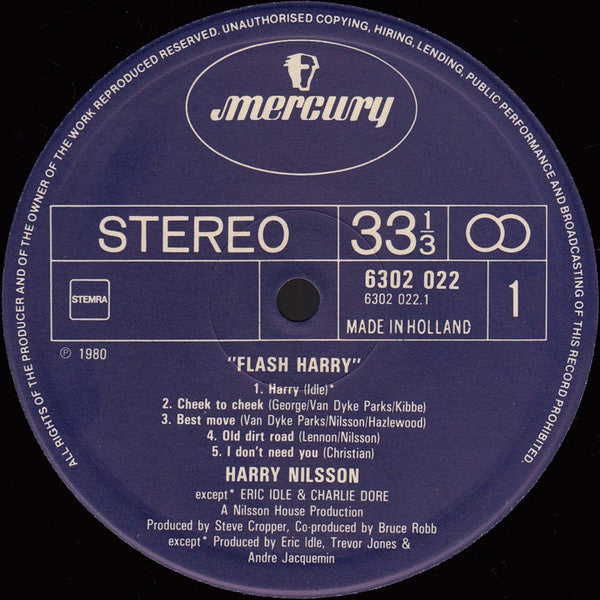 ALL RIGHTS OF THE PRODUCER AND OF THE OWNER OF THE WORK REPRODUCED RESERVED. UNAUTHORISED COPYING, HIRING, LENDING, PUBLIC PERFORMANCE AND BROADCASTING OF THIS RECORD PROHIBITED.
mercury
STEREO
33 1/3
6302 022
6302 022.1
1
STEMRA
MADE IN HOLLAND
℗ 1980
"FLASH HARRY"
1. Harry (Idle)*
2. Cheek to cheek (George/Van Dyke Parks/Kibbe)
3. Best move (Van Dyke Parks/Nilsson/Hazlewood)
4. Old dirt road (Lennon/Nilsson)
5. I don't need you (Christian)
HARRY NILSSON
except* ERIC IDLE & CHARLIE DORE
A Nilsson House Production
Produced by Steve Cropper, Co-produced by Bruce Robb
except* Produced by Eric Idle, Trevor Jones &
Andre Jacquemin